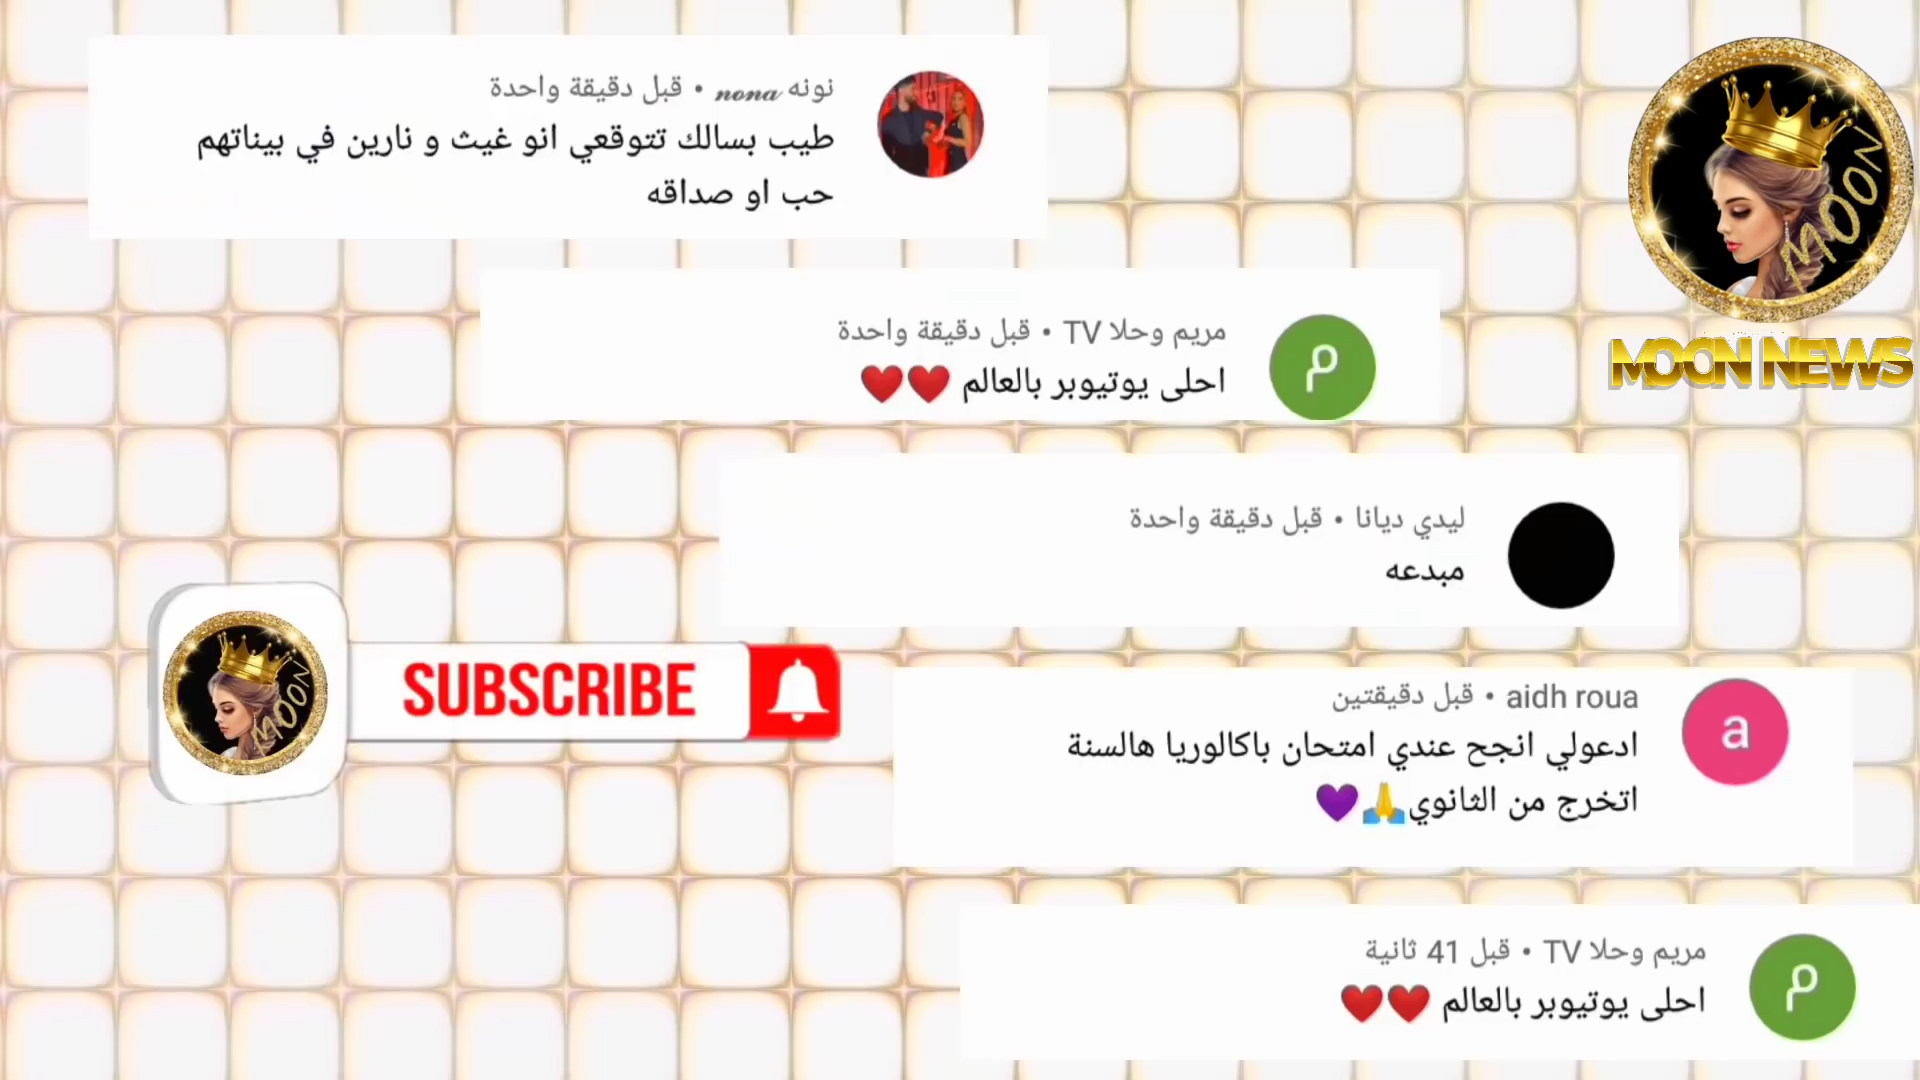 نونه nona • قبل دقيقة واحدة
طيب بسالك تتوقعي انو غيث و نارين في بيناتهم
حب او صداقه
MOON
MOON NEWS
مريم وحلا TV • قبل دقيقة واحدة
احلى يوتيوبر بالعالم ❤️❤️
م
ليدي ديانا • قبل دقيقة واحدة
مبدعه
MOON
SUBSCRIBE
aidh roua • قبل دقيقتين
ادعولي انجح عندي امتحان باكالوريا هالسنة
اتخرج من الثانوي🙏💜
a
مريم وحلا TV • قبل 41 ثانية
احلى يوتيوبر بالعالم ❤️❤️
م